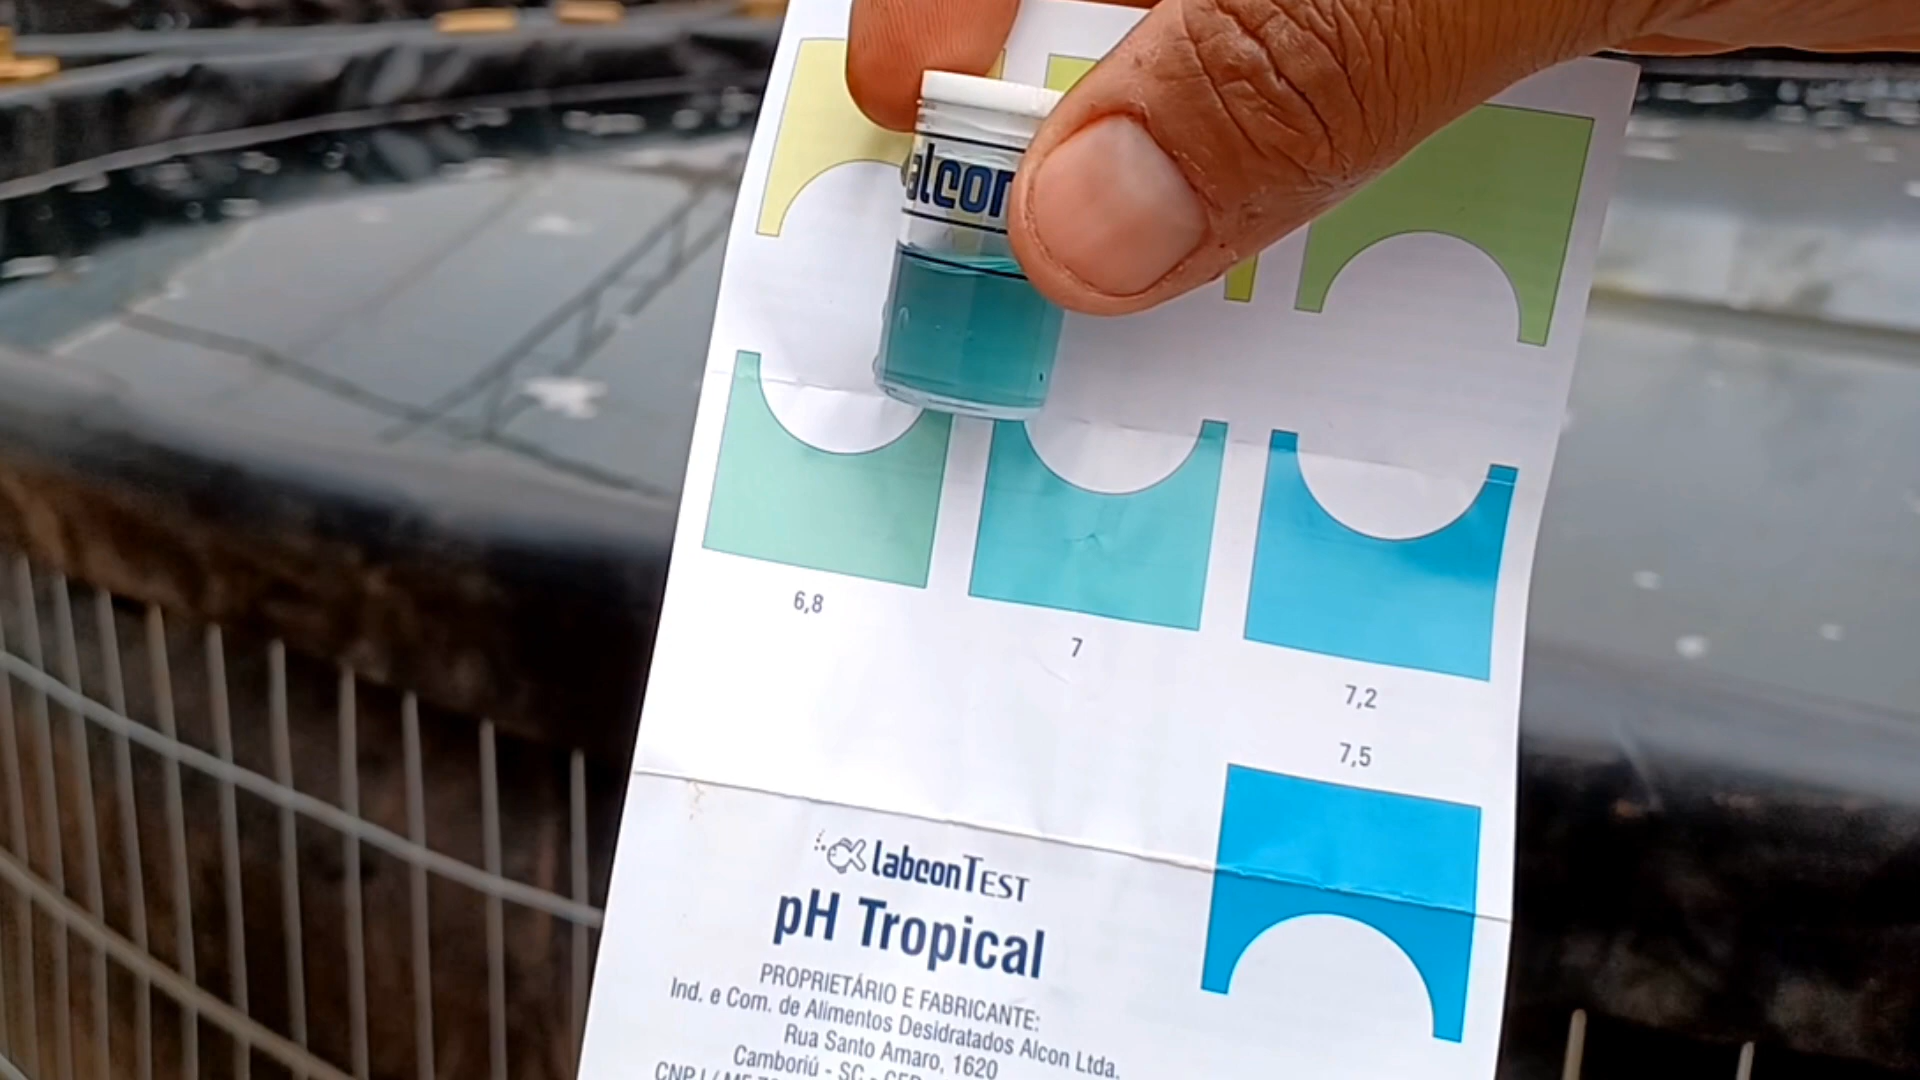 alcon
6,8
7
7,2
7,5
labconTEST
pH Tropical
PROPRIETÁRIO E FABRICANTE:
Ind. e Com. de Alimentos Desidratados Alcon Ltda.
Rua Santo Amaro, 1620
Camboriú - SC -